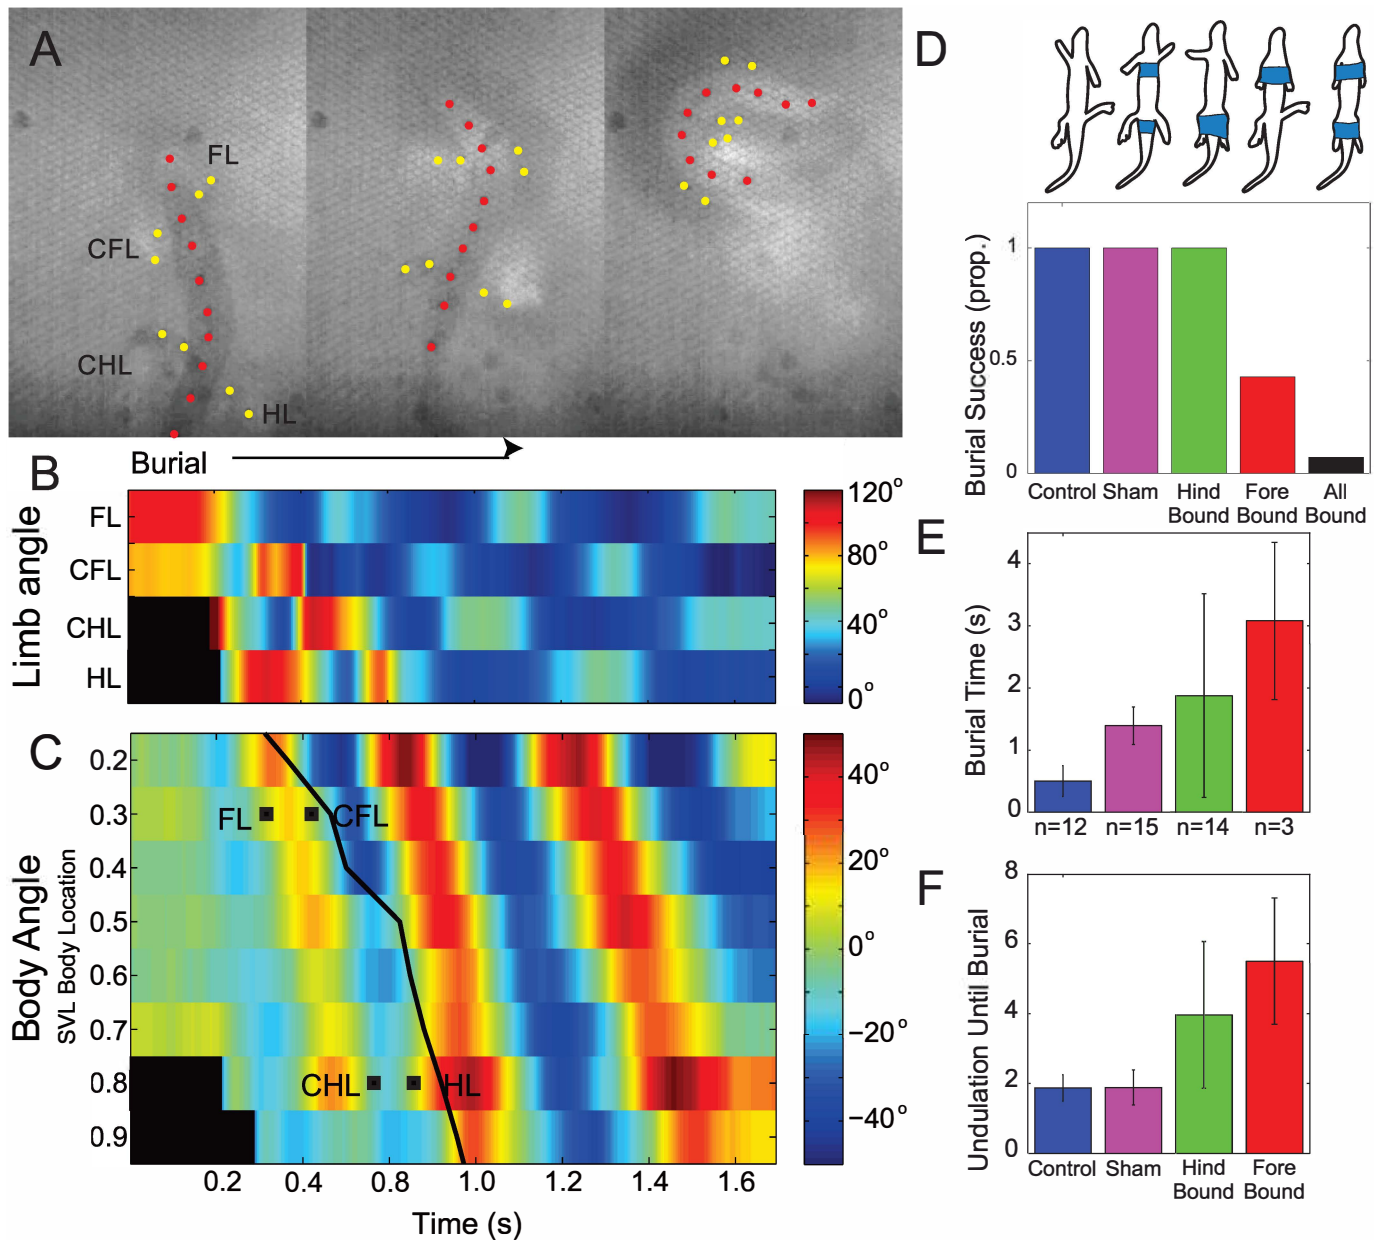 A
FL
CFL
CHL
HL
Burial
B
Limb angle
FL
CFL
CHL
HL
120°
80°
40°
0°
C
Body Angle
SVL Body Location
0.2
0.3
0.4
0.5
0.6
0.7
0.8
0.9
FL
CFL
CHL
HL
40°
20°
0°
−20°
−40°
0.2 0.4 0.8 1.0 1.2 1.4 1.6
Time (s)
D
Burial Success (prop.)
1
0.5
0
Control Sham Hind Bound Fore Bound All Bound
E
Burial Time (s)
4
3
2
1
0
n=12 n=15 n=14 n=3
F
Undulation Until Burial
8
6
4
2
0
Control Sham Hind Bound Fore Bound